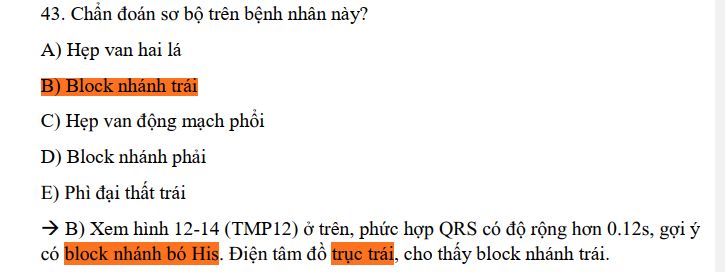 43. Chẩn đoán sơ bộ trên bệnh nhân này?
A) Hẹp van hai lá
B) Block nhánh trái
C) Hẹp van động mạch phổi
D) Block nhánh phải
E) Phì đại thất trái
→ B) Xem hình 12-14 (TMP12) ở trên, phức hợp QRS có độ rộng hơn 0.12s, gợi ý
có block nhánh bó His. Điện tâm đồ trục trái, cho thấy block nhánh trái.